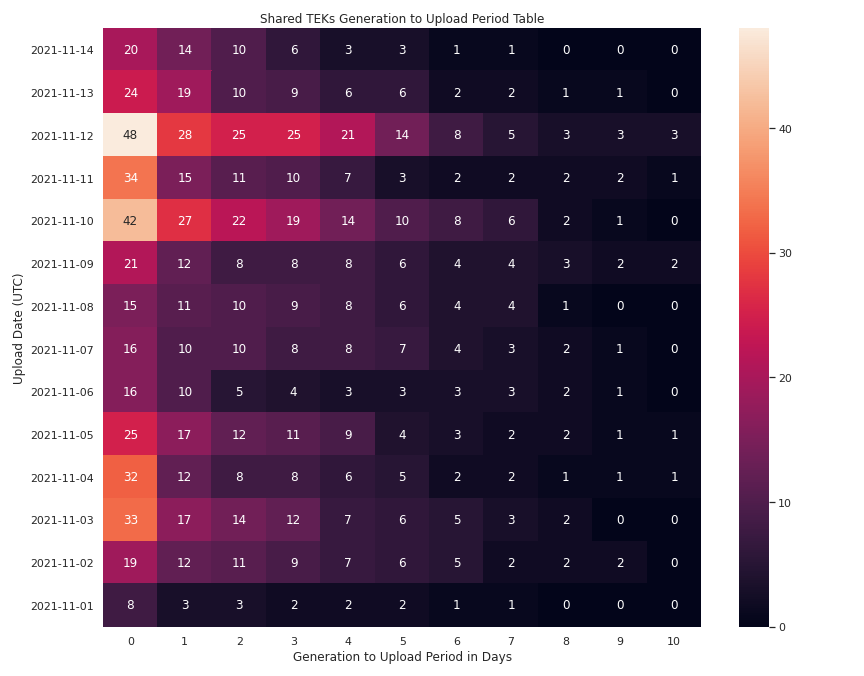 Shared TEKs Generation to Upload Period Table
Upload Date (UTC)
2021-11-14 20 14 10 6 3 3 1 1 0 0 0
2021-11-13 24 19 10 9 6 6 2 2 1 1 0
2021-11-12 48 28 25 25 21 14 8 5 3 3 3
2021-11-11 34 15 11 10 7 3 2 2 2 2 1
2021-11-10 42 27 22 19 14 10 8 6 2 1 0
2021-11-09 21 12 8 8 8 6 4 4 3 2 2
2021-11-08 15 11 10 9 8 6 4 4 1 0 0
2021-11-07 16 10 10 8 8 7 4 3 2 1 0
2021-11-06 16 10 5 4 3 3 3 3 2 1 0
2021-11-05 25 17 12 11 9 4 3 2 2 1 1
2021-11-04 32 12 8 8 6 5 2 2 1 1 1
2021-11-03 33 17 14 12 7 6 5 3 2 0 0
2021-11-02 19 12 11 9 7 6 5 2 2 2 0
2021-11-01 8 3 3 2 2 2 1 1 0 0 0
0 1 2 3 4 5 6 7 8 9 10
Generation to Upload Period in Days
40
30
20
10
0